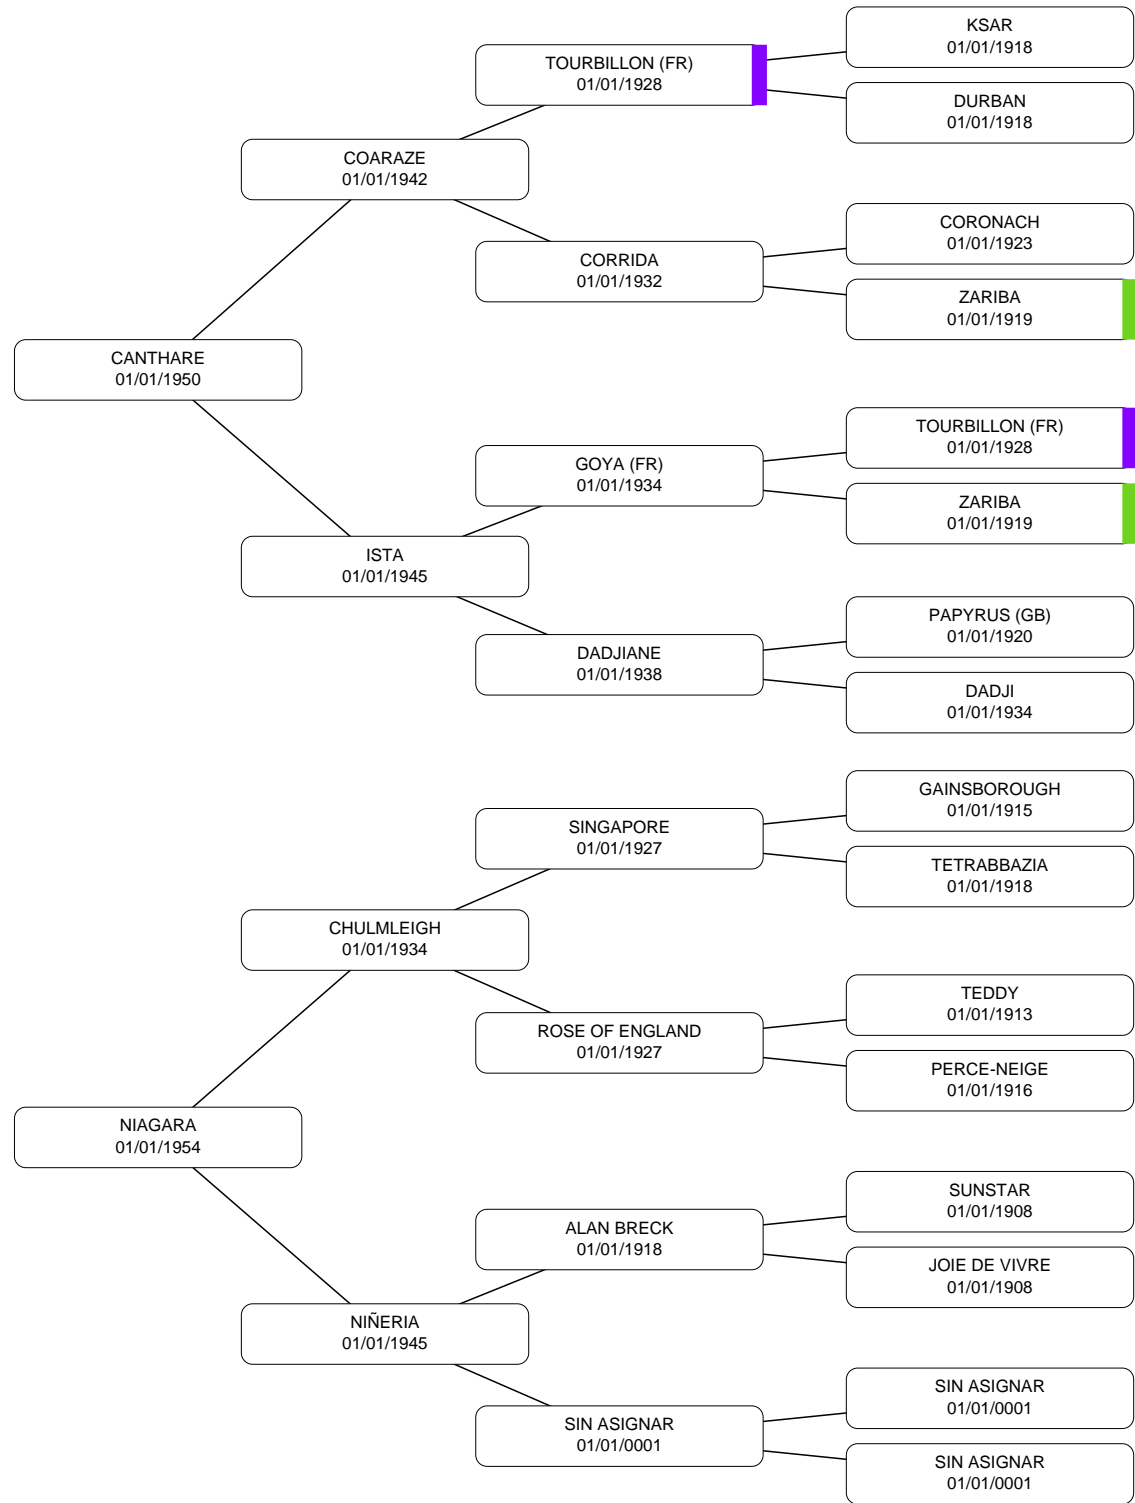 KSAR
01/01/1918
TOURBILLON (FR)
01/01/1928
DURBAN
01/01/1918
COARAZE
01/01/1942
CORONACH
01/01/1923
CORRIDA
01/01/1932
ZARIBA
01/01/1919
CANTHARE
01/01/1950
TOURBILLON (FR)
01/01/1928
GOYA (FR)
01/01/1934
ZARIBA
01/01/1919
ISTA
01/01/1945
PAPYRUS (GB)
01/01/1920
DADJIANE
01/01/1938
DADJI
01/01/1934
GAINSBOROUGH
01/01/1915
SINGAPORE
01/01/1927
TETRABBAZIA
01/01/1918
CHULMLEIGH
01/01/1934
TEDDY
01/01/1913
ROSE OF ENGLAND
01/01/1927
PERCE-NEIGE
01/01/1916
NIAGARA
01/01/1954
SUNSTAR
01/01/1908
ALAN BRECK
01/01/1918
JOIE DE VIVRE
01/01/1908
NIÑERIA
01/01/1945
SIN ASIGNAR
01/01/0001
SIN ASIGNAR
01/01/0001
SIN ASIGNAR
01/01/0001